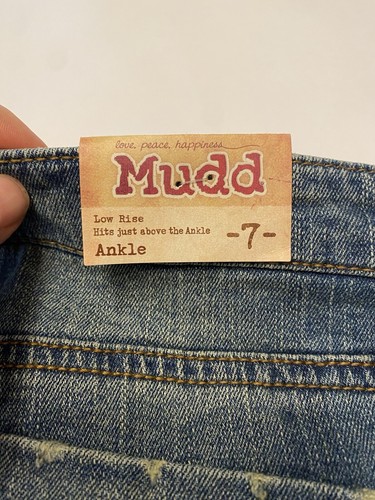 love, peace, happiness
Mudd
Low Rise
Hits just above the Ankle
Ankle
-7-